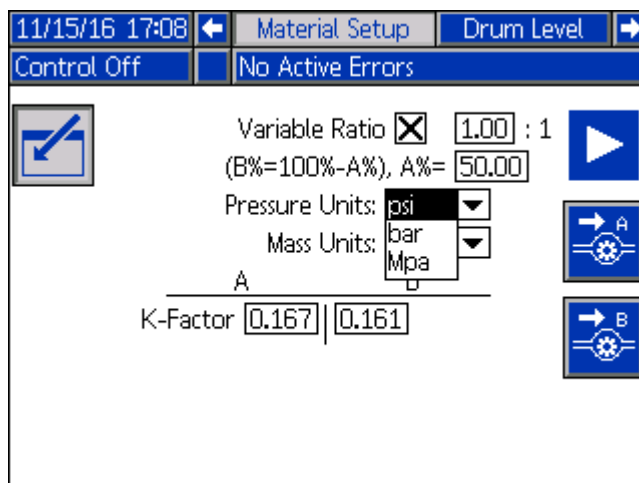 11/15/16 17:08 Material Setup Drum Level
Control Off No Active Errors
Variable Ratio 1.00 : 1
(B%=100%-A%), A%= 50.00
Pressure Units: psi
bar
Mass Units:
Mpa
A
A
K-Factor 0.167 0.161
B